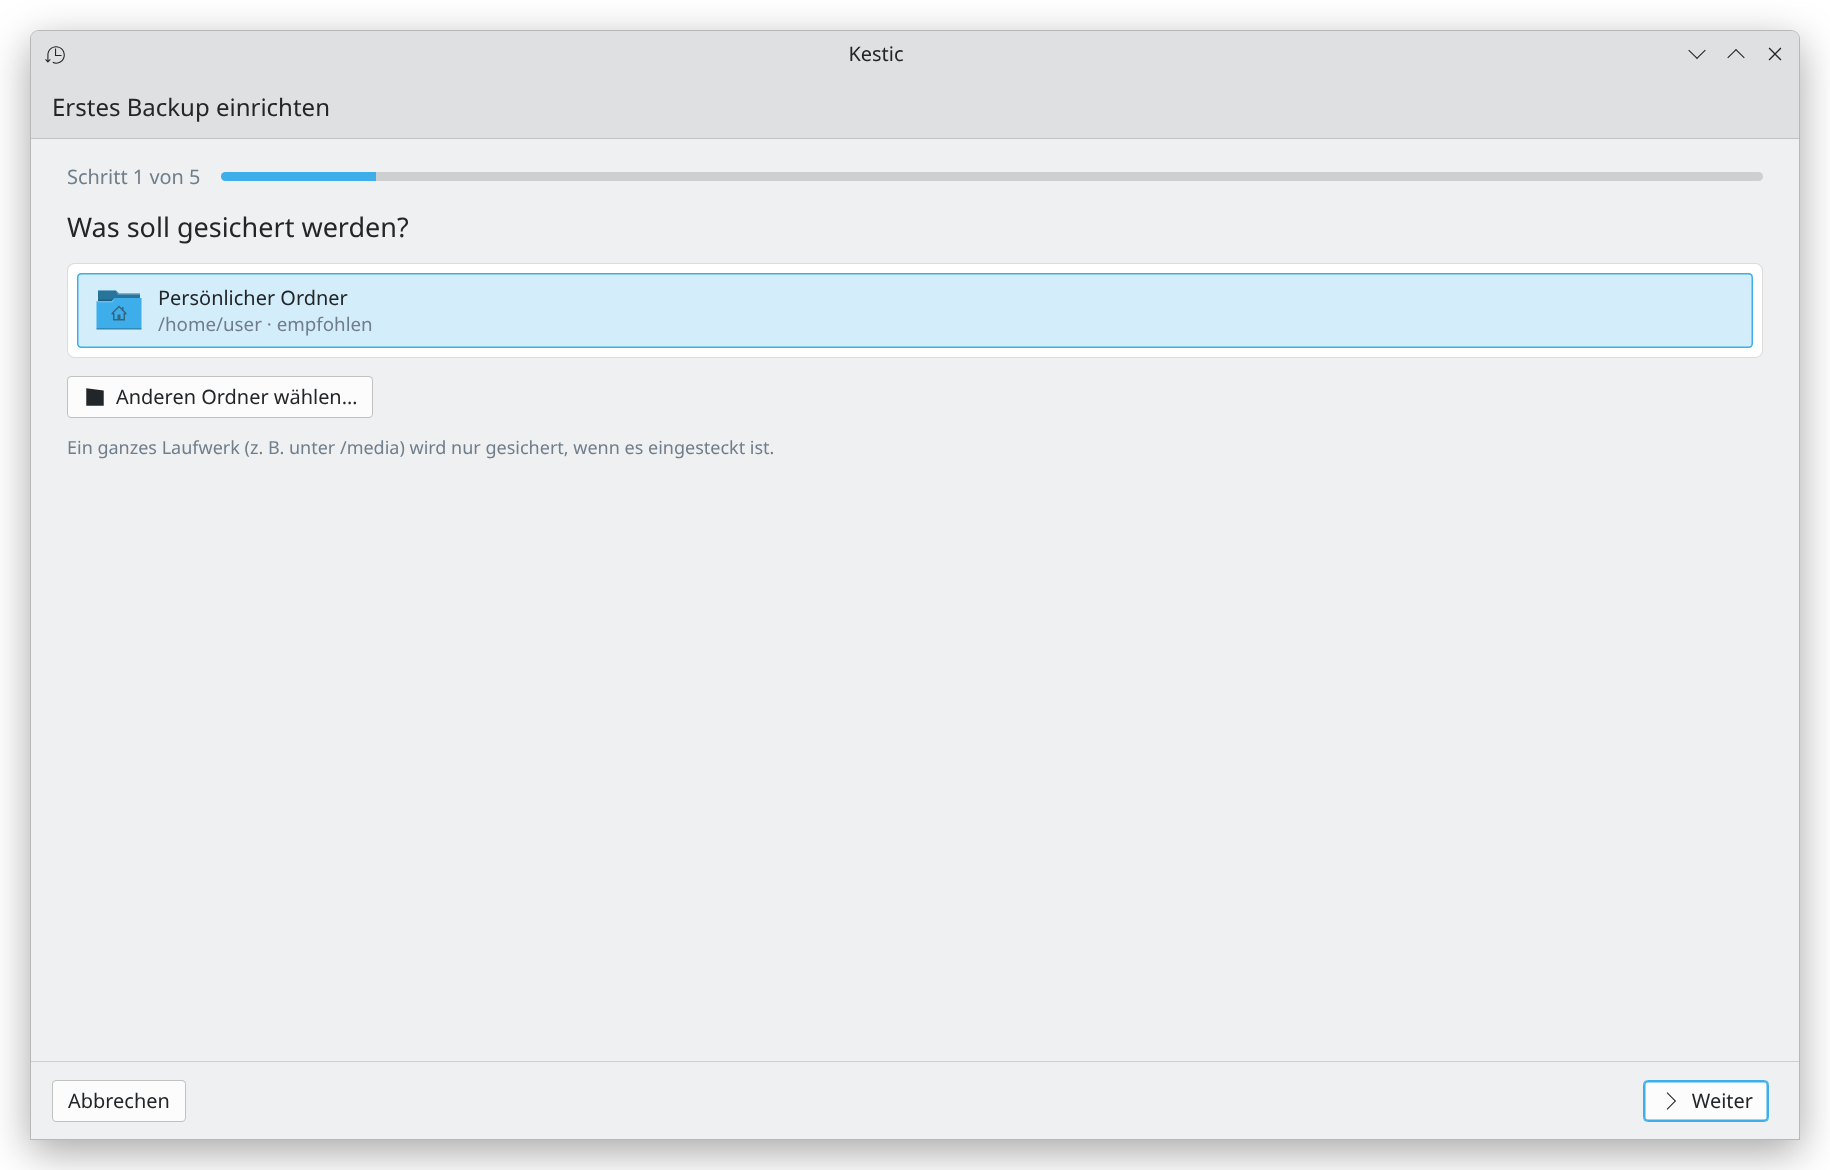 Kestic
Erstes Backup einrichten
Schritt 1 von 5
Was soll gesichert werden?
Persönlicher Ordner
/home/user · empfohlen
Anderen Ordner wählen...
Ein ganzes Laufwerk (z. B. unter /media) wird nur gesichert, wenn es eingesteckt ist.
Abbrechen
Weiter